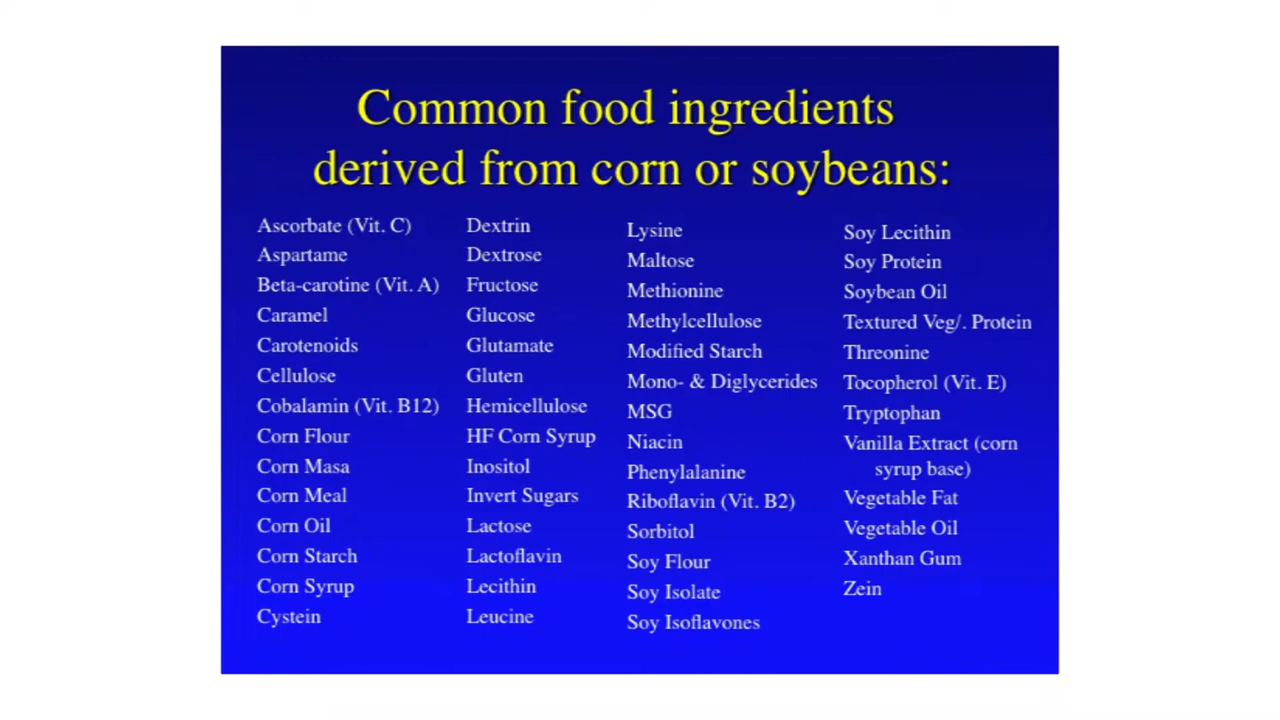 Common food ingredients
derived from corn or soybeans:
Ascorbate (Vit. C)
Aspartame
Beta-carotine (Vit. A)
Caramel
Carotenoids
Cellulose
Cobalamin (Vit. B12)
Corn Flour
Corn Masa
Corn Meal
Corn Oil
Corn Starch
Corn Syrup
Cystein
Dextrin
Dextrose
Fructose
Glucose
Glutamate
Gluten
Hemicellulose
HF Corn Syrup
Inositol
Invert Sugars
Lactose
Lactoflavin
Lecithin
Leucine
Lysine
Maltose
Methionine
Methylcellulose
Modified Starch
Mono- & Diglycerides
MSG
Niacin
Phenylalanine
Riboflavin (Vit. B2)
Sorbitol
Soy Flour
Soy Isolate
Soy Isoflavones
Soy Lecithin
Soy Protein
Soybean Oil
Textured Veg/. Protein
Threonine
Tocopherol (Vit. E)
Tryptophan
Vanilla Extract (corn
syrup base)
Vegetable Fat
Vegetable Oil
Xanthan Gum
Zein